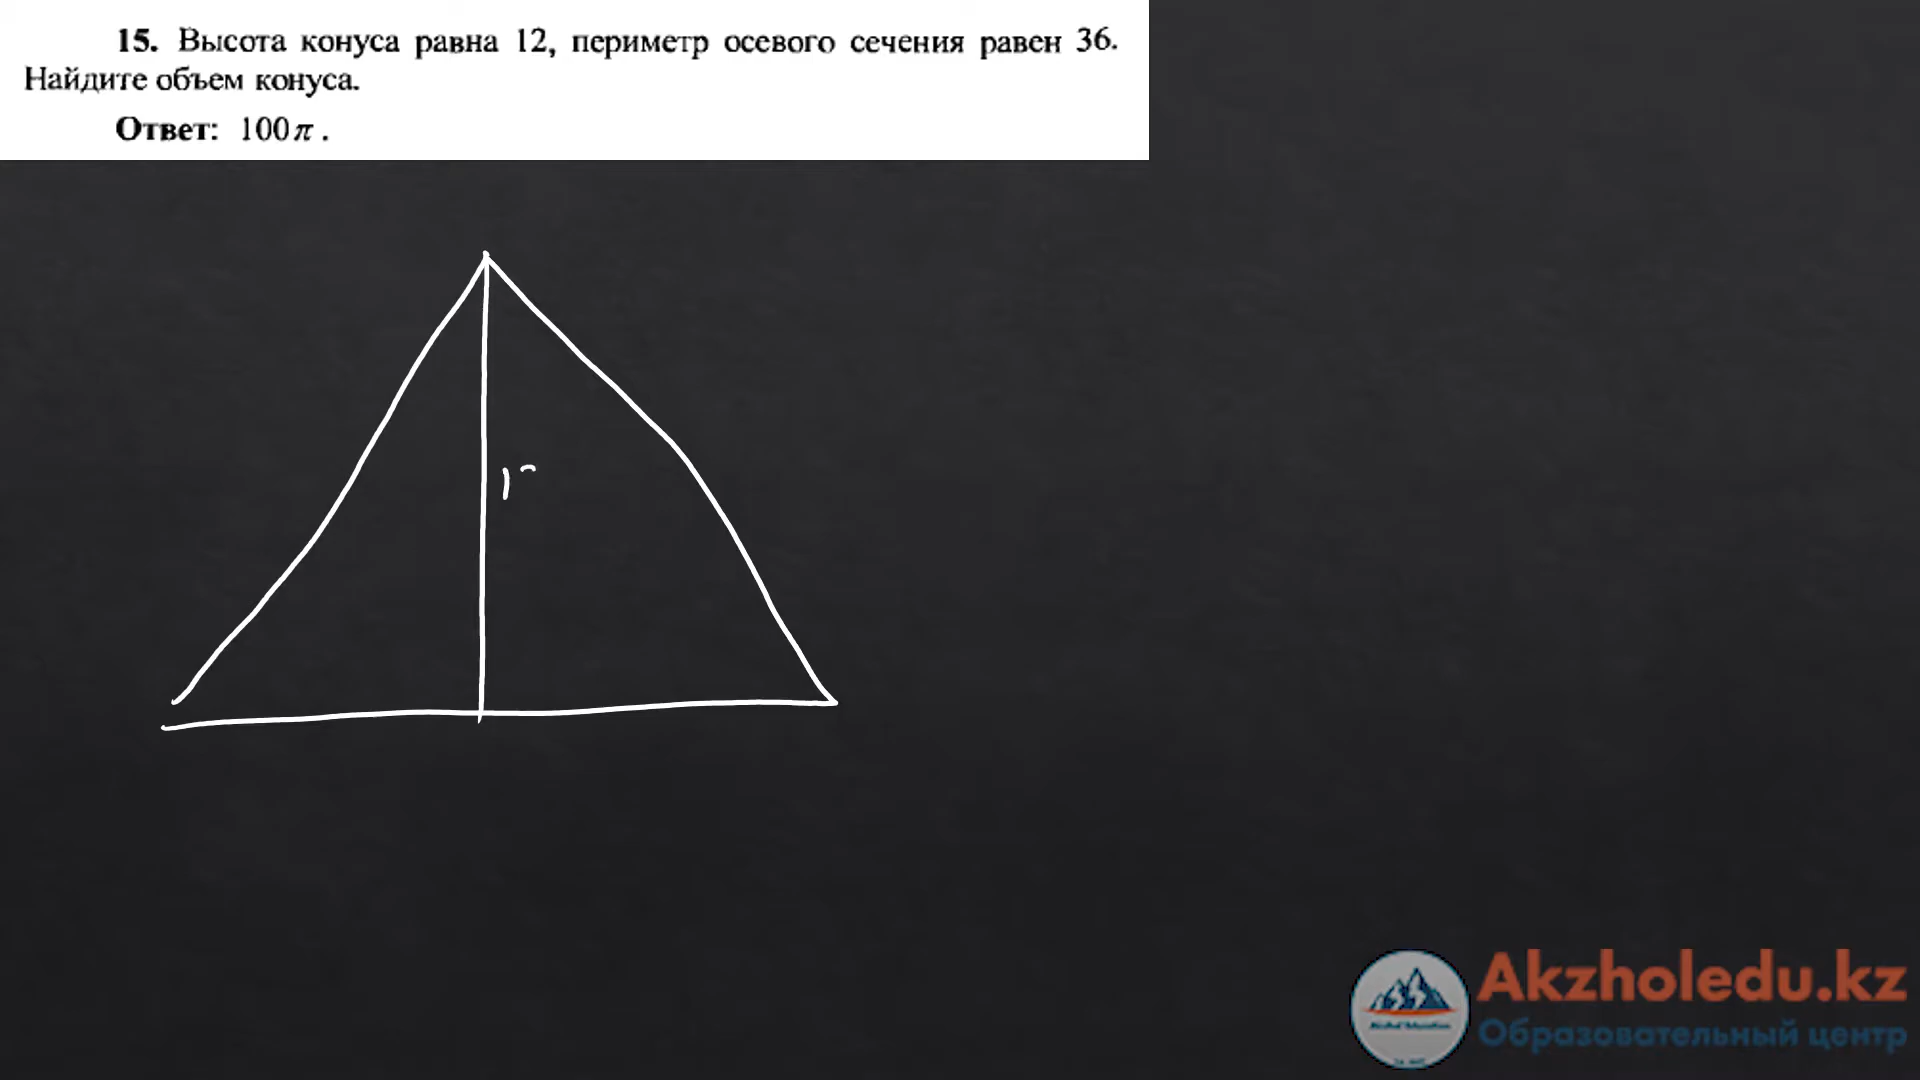 15. Высота конуса равна 12, периметр осевого сечения равен 36.
Найдите объем конуса.
Ответ: 100π.
Akzholedu.kz
Образовательный центр